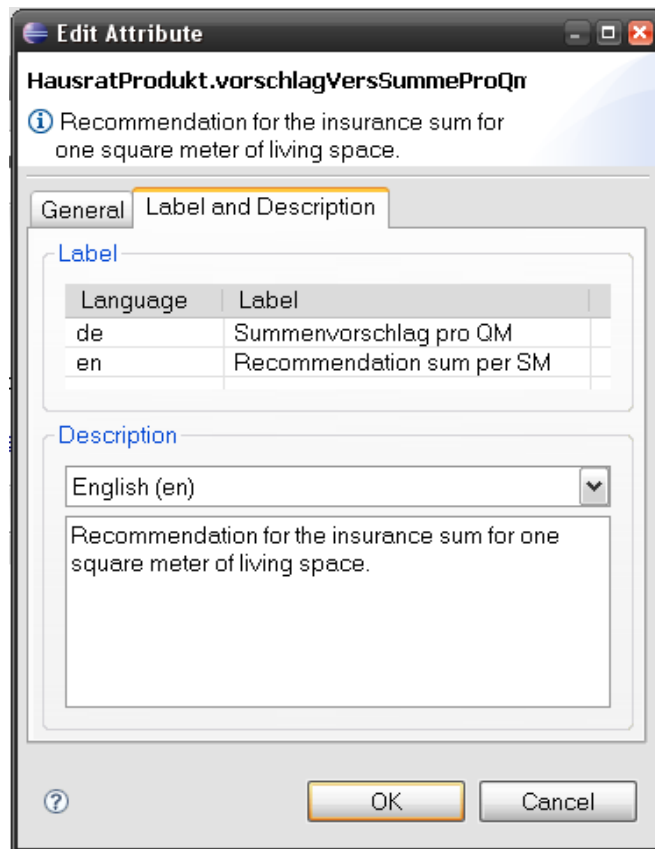 Edit Attribute
HausratProdukt.vorschlagVersSummeProQm
Recommendation for the insurance sum for
one square meter of living space.
General
Label and Description
Label
Language Label
de Summenvorschlag pro QM
en Recommendation sum per SM
Description
English (en)
Recommendation for the insurance sum for one
square meter of living space.
OK
Cancel